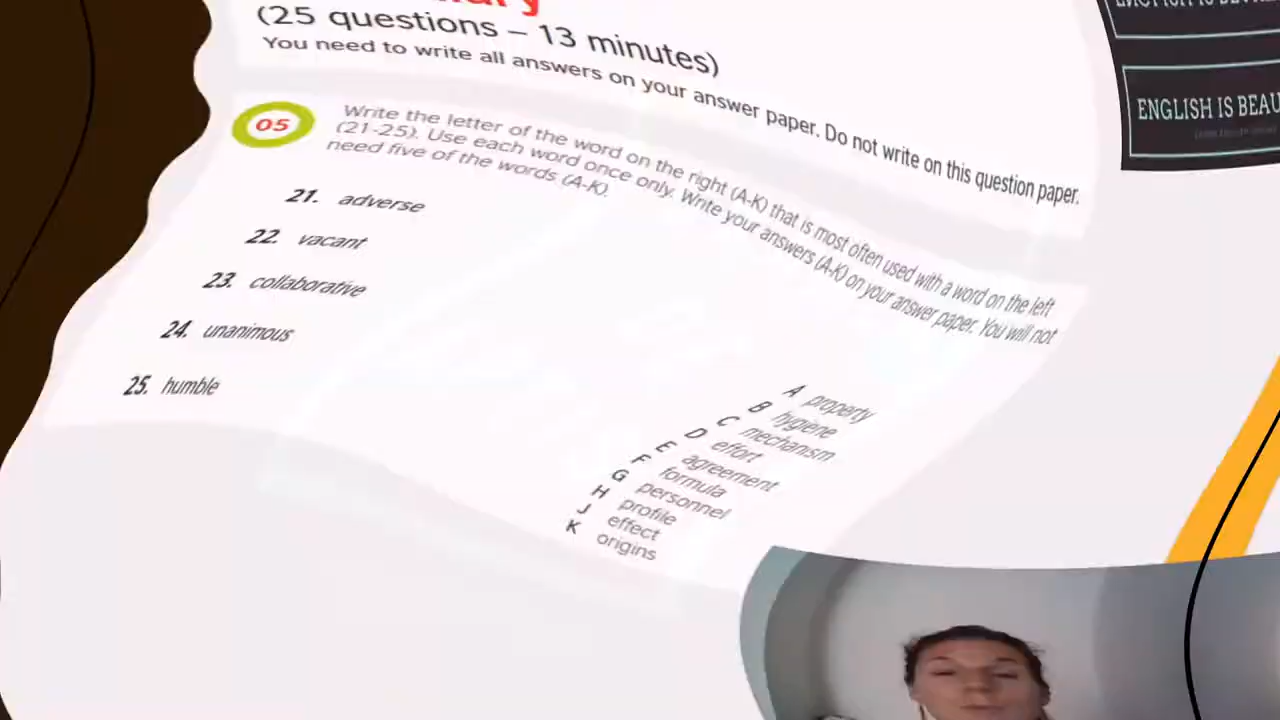 (25 questions – 13 minutes)
You need to write all answers on your answer paper. Do not write on this question paper.
05
Write the letter of the word on the right (A-K) that is most often used with a word on the left
(21-25). Use each word once only. Write your answers (A-K) on your answer paper. You will not
need five of the words (A-K).
21. adverse
22. vacant
23. collaborative
24. unanimous
25. humble
A property
B hygiene
C mechanism
D effort
E agreement
F formula
G personnel
H profile
J effect
K origins
ENGLISH IS BEAU